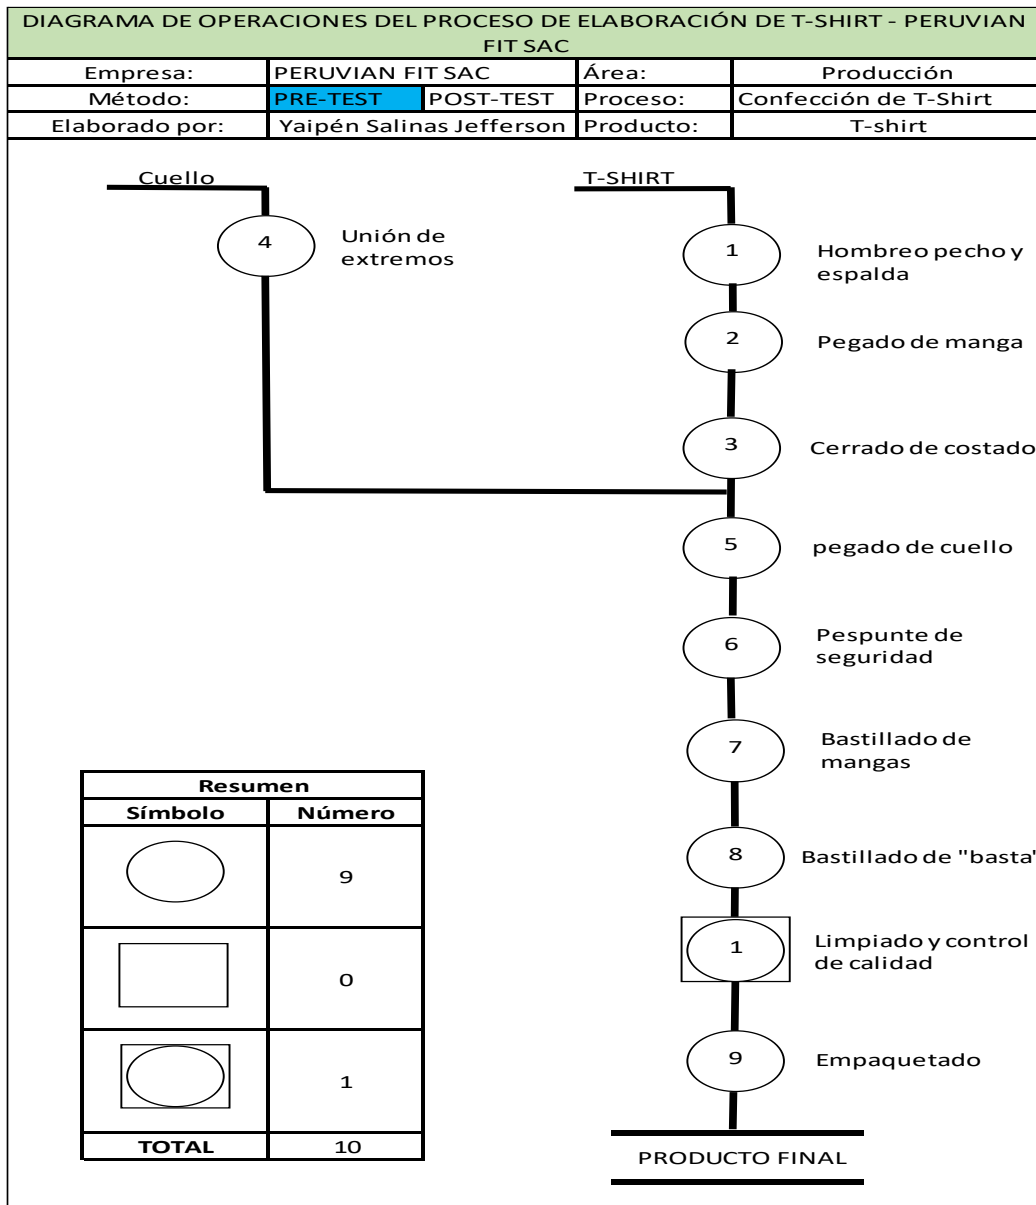 DIAGRAMA DE OPERACIONES DEL PROCESO DE ELABORACIÓN DE T-SHIRT - PERUVIAN
FIT SAC
Empresa: PERUVIAN FIT SAC Área: Producción
Método: PRE-TEST POST-TEST Proceso: Confección de T-Shirt
Elaborado por: Yaipén Salinas Jefferson Producto: T-shirt
Cuello
4
Unión de
extremos
T-SHIRT
1
Hombreo pecho y
espalda
2
Pegado de manga
3
Cerrado de costado
5
pegado de cuello
6
Pespunte de
seguridad
7
Bastillado de
mangas
8
Bastillado de "basta"
1
Limpiado y control
de calidad
9
Empaquetado
PRODUCTO FINAL
Resumen
Símbolo Número
9
0
1
TOTAL 10